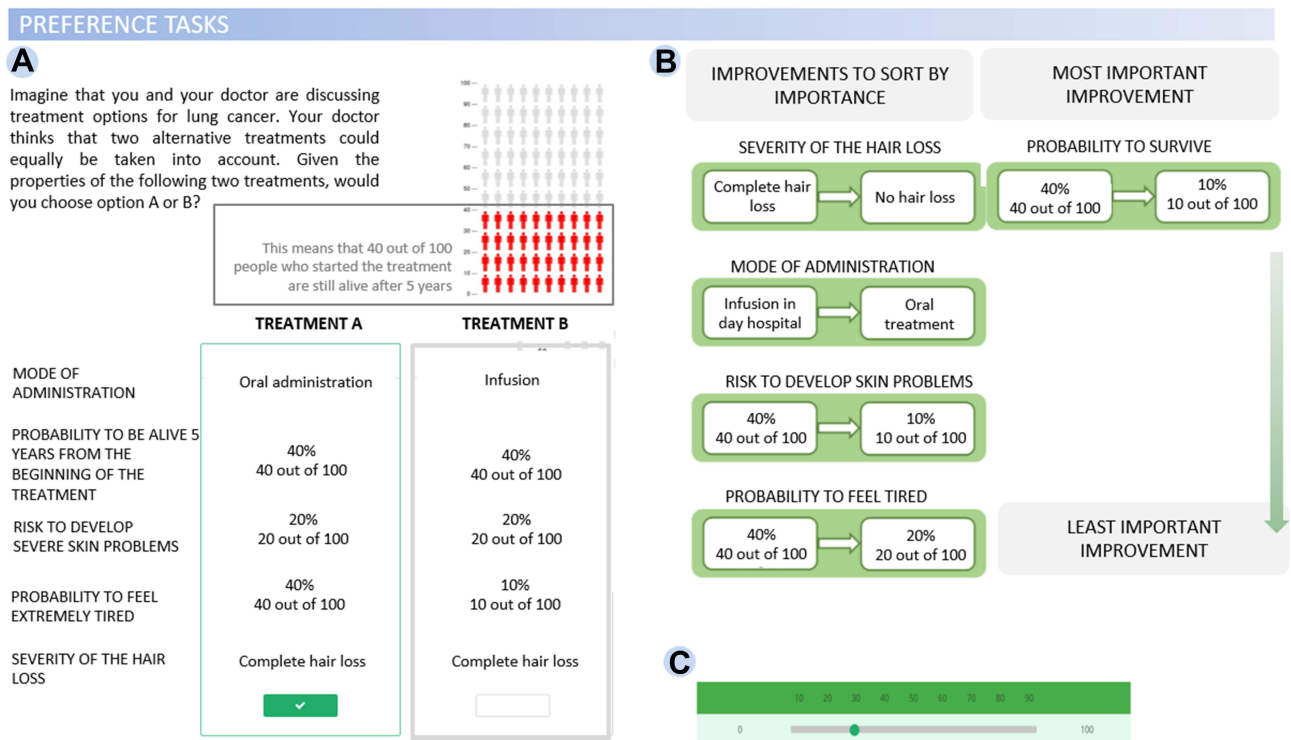 PREFERENCE TASKS
A
Imagine that you and your doctor are discussing
treatment options for lung cancer. Your doctor
thinks that two alternative treatments could
equally be taken into account. Given the
properties of the following two treatments, would
you choose option A or B?
100
90
80
70
60
50
40
30
20
10
0
This means that 40 out of 100
people who started the treatment
are still alive after 5 years
TREATMENT A
TREATMENT B
MODE OF
ADMINISTRATION
Oral administration
Infusion
PROBABILITY TO BE ALIVE 5
YEARS FROM THE
BEGINNING OF THE
TREATMENT
40%
40 out of 100
40%
40 out of 100
RISK TO DEVELOP
SEVERE SKIN PROBLEMS
20%
20 out of 100
20%
20 out of 100
PROBABILITY TO FEEL
EXTREMELY TIRED
40%
40 out of 100
10%
10 out of 100
SEVERITY OF THE HAIR
LOSS
Complete hair loss
Complete hair loss
B
IMPROVEMENTS TO SORT BY
IMPORTANCE
MOST IMPORTANT
IMPROVEMENT
SEVERITY OF THE HAIR LOSS
Complete hair
loss
No hair loss
PROBABILITY TO SURVIVE
40%
40 out of 100
10%
10 out of 100
MODE OF ADMINISTRATION
Infusion in
day hospital
Oral
treatment
RISK TO DEVELOP SKIN PROBLEMS
40%
40 out of 100
10%
10 out of 100
PROBABILITY TO FEEL TIRED
40%
40 out of 100
20%
20 out of 100
LEAST IMPORTANT
IMPROVEMENT
C
10 20 30 40 50 60 70 80 90
0
100